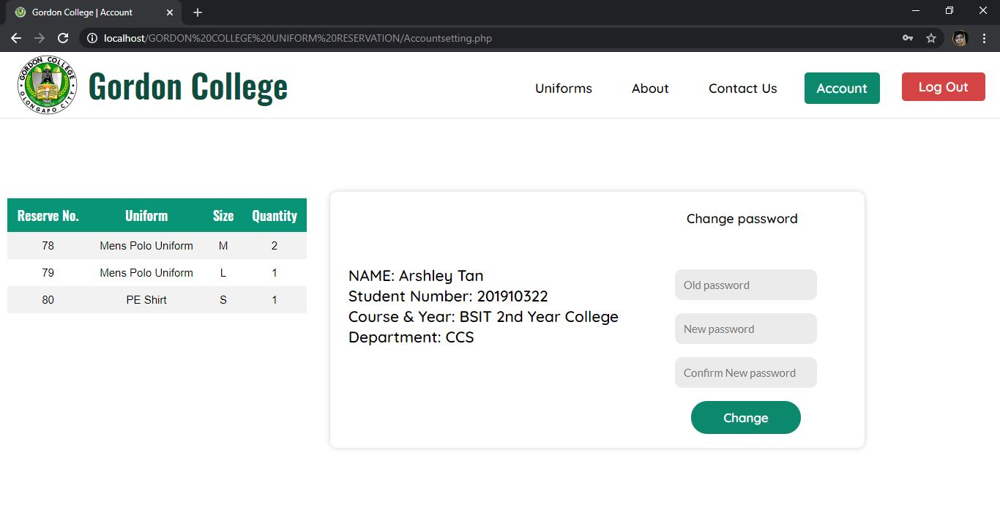 Gordon College | Account
localhost/GORDON%20COLLEGE%20UNIFORM%20RESERVATION/Accountsetting.php
GORDON COLLEGE
OLONGAPO CITY
Gordon College
Uniforms
About
Contact Us
Account
Log Out
Reserve No. Uniform Size Quantity
78 Mens Polo Uniform M 2
79 Mens Polo Uniform L 1
80 PE Shirt S 1
NAME: Arshley Tan
Student Number: 201910322
Course & Year: BSIT 2nd Year College
Department: CCS
Change password
Old password
New password
Confirm New password
Change